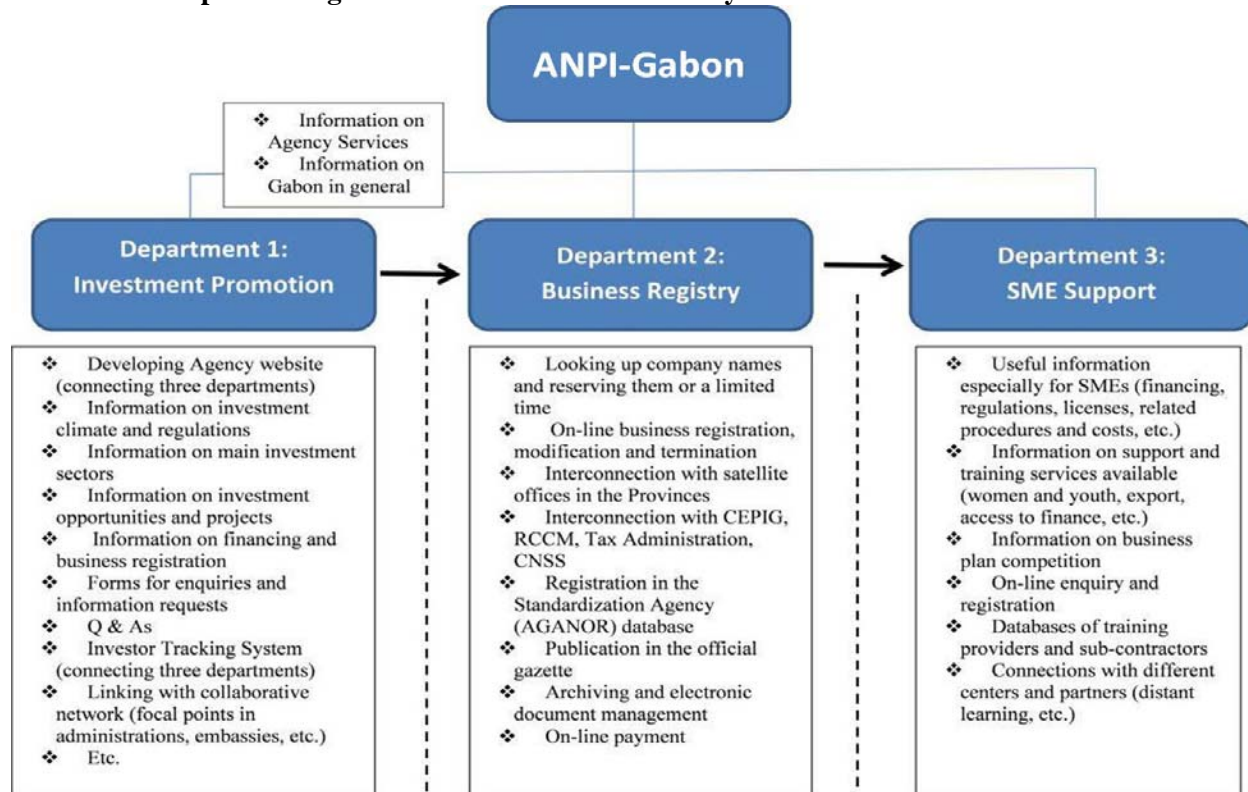 ANPI-Gabon
❖ Information on
Agency Services
❖ Information on
Gabon in general
Department 1:
Investment Promotion
❖ Developing Agency website
(connecting three departments)
❖ Information on investment
climate and regulations
❖ Information on main investment
sectors
❖ Information on investment
opportunities and projects
❖ Information on financing and
business registration
❖ Forms for enquiries and
information requests
❖ Q & As
❖ Investor Tracking System
(connecting three departments)
❖ Linking with collaborative
network (focal points in
administrations, embassies, etc.)
❖ Etc.
Department 2:
Business Registry
❖ Looking up company names
and reserving them or a limited
time
❖ On-line business registration,
modification and termination
❖ Interconnection with satellite
offices in the Provinces
❖ Interconnection with CEPIG,
RCCM, Tax Administration,
CNSS
❖ Registration in the
Standardization Agency
(AGANOR) database
❖ Publication in the official
gazette
❖ Archiving and electronic
document management
❖ On-line payment
Department 3:
SME Support
❖ Useful information
especially for SMEs (financing,
regulations, licenses, related
procedures and costs, etc.)
❖ Information on support and
training services available
(women and youth, export,
access to finance, etc.)
❖ Information on business
plan competition
❖ On-line enquiry and
registration
❖ Databases of training
providers and sub-contractors
❖ Connections with different
centers and partners (distant
learning, etc.)